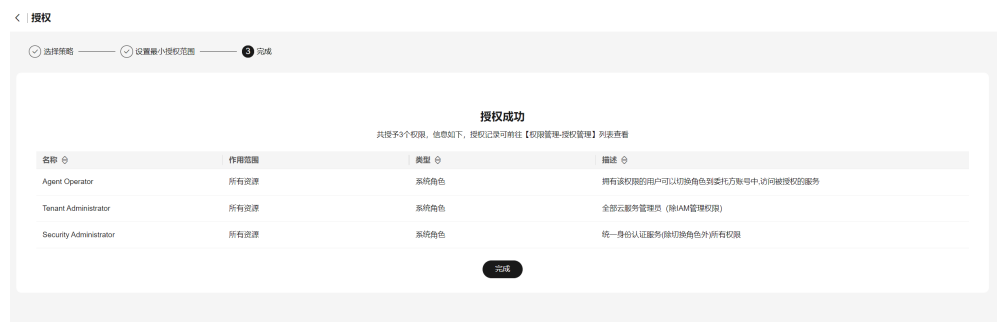 授权
选择策略 设置最小授权范围 3 完成
授权成功
共授予3个权限，信息如下，授权记录可前往【权限管理-授权管理】列表查看
名称 作用范围 类型 描述
Agent Operator 所有资源 系统角色 拥有该权限的用户可以切换角色到委托方账号中,访问被授权的服务
Tenant Administrator 所有资源 系统角色 全部云服务管理员（除IAM管理权限）
Security Administrator 所有资源 系统角色 统一身份认证服务(除切换角色外)所有权限
完成